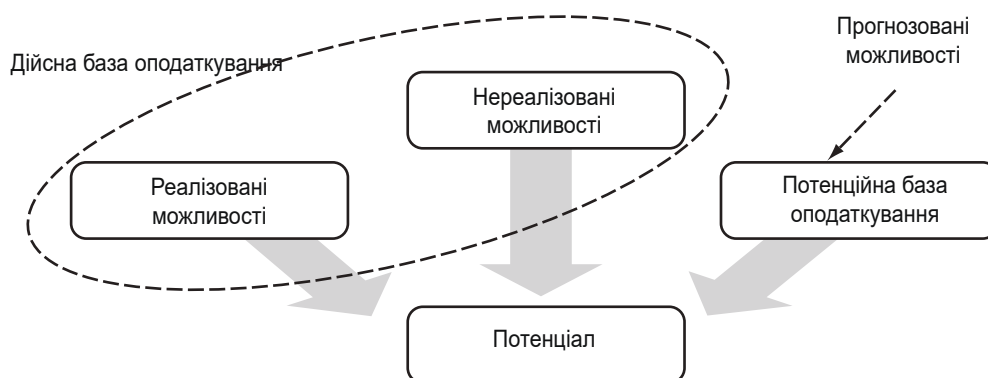 Прогнозовані
можливості
Дійсна база оподаткування
Нереалізовані
можливості
Реалізовані
можливості
Потенційна база
оподаткування
Потенціал